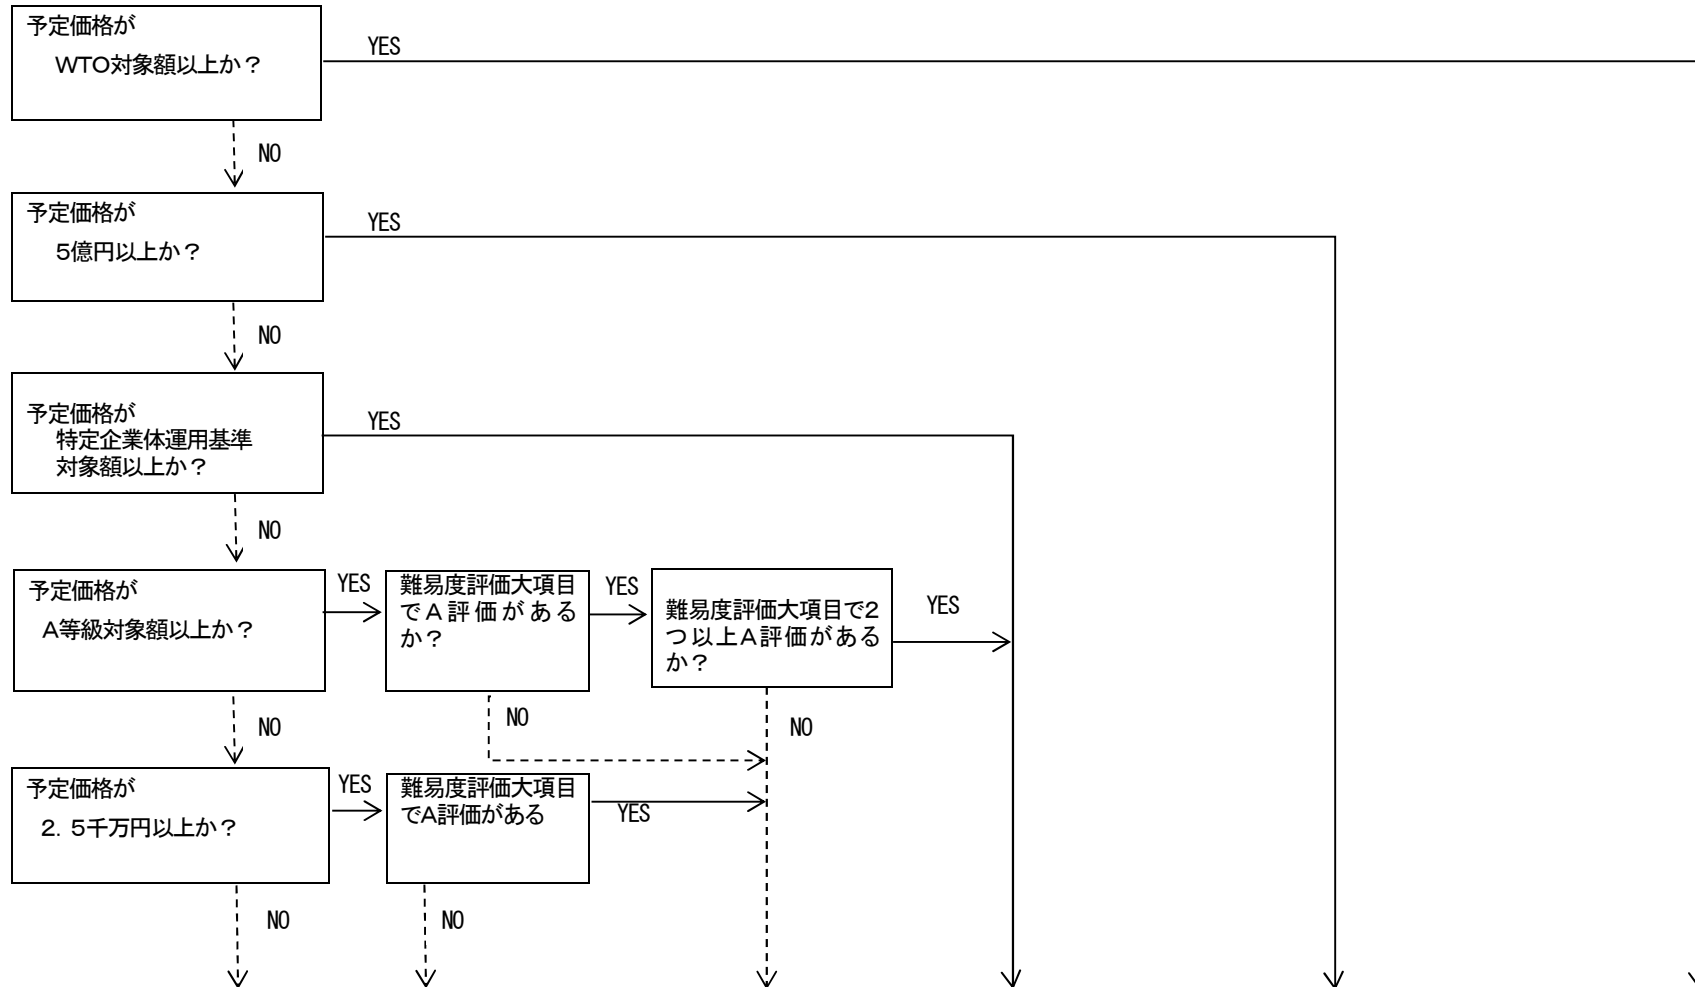 予定価格が
WTO対象額以上か？
YES
NO
予定価格が
5億円以上か？
YES
NO
予定価格が
特定企業体運用基準
対象額以上か？
YES
NO
予定価格が
A等級対象額以上か？
YES
難易度評価大項目
でA評価がある
か？
YES
難易度評価大項目で2
つ以上A評価がある
か？
YES
NO
NO
NO
予定価格が
2．5千万円以上か？
YES
難易度評価大項目
でA評価がある
YES
NO
NO